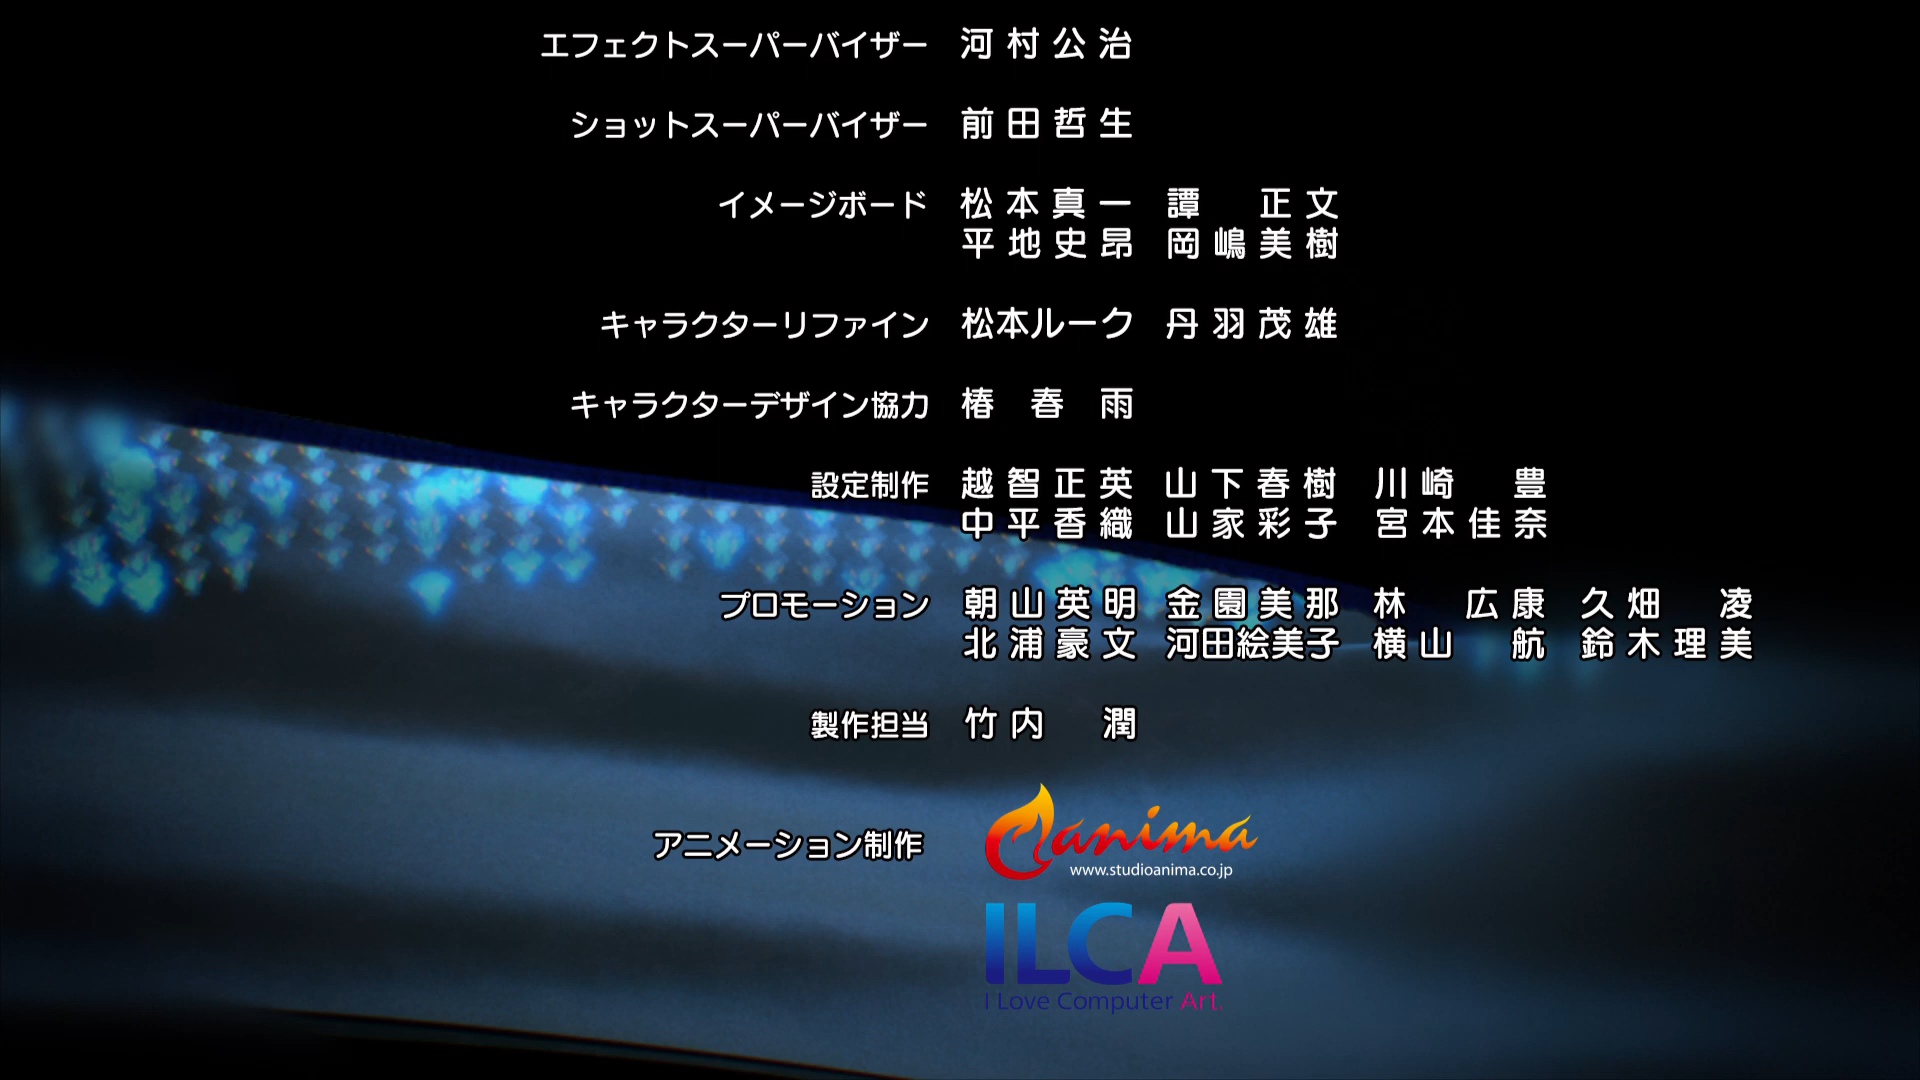 エフェクトスーパーバイザー 河村公治
ショットスーパーバイザー 前田哲生
イメージボード 松本真一 譚 正文
平地史昂 岡嶋美樹
キャラクターリファイン 松本ルーク 丹羽茂雄
キャラクターデザイン協力 椿春雨
設定制作 越智正英 山下春樹 川崎 豊
中平香織 山家彩子 宮本佳奈
プロモーション 朝山英明 金園美那 林 広康 久畑 凌
北浦豪文 河田絵美子 横山 航 鈴木理美
製作担当 竹内 潤
アニメーション制作 anima
www.studioanima.co.jp
ILCA
I Love Computer Art.